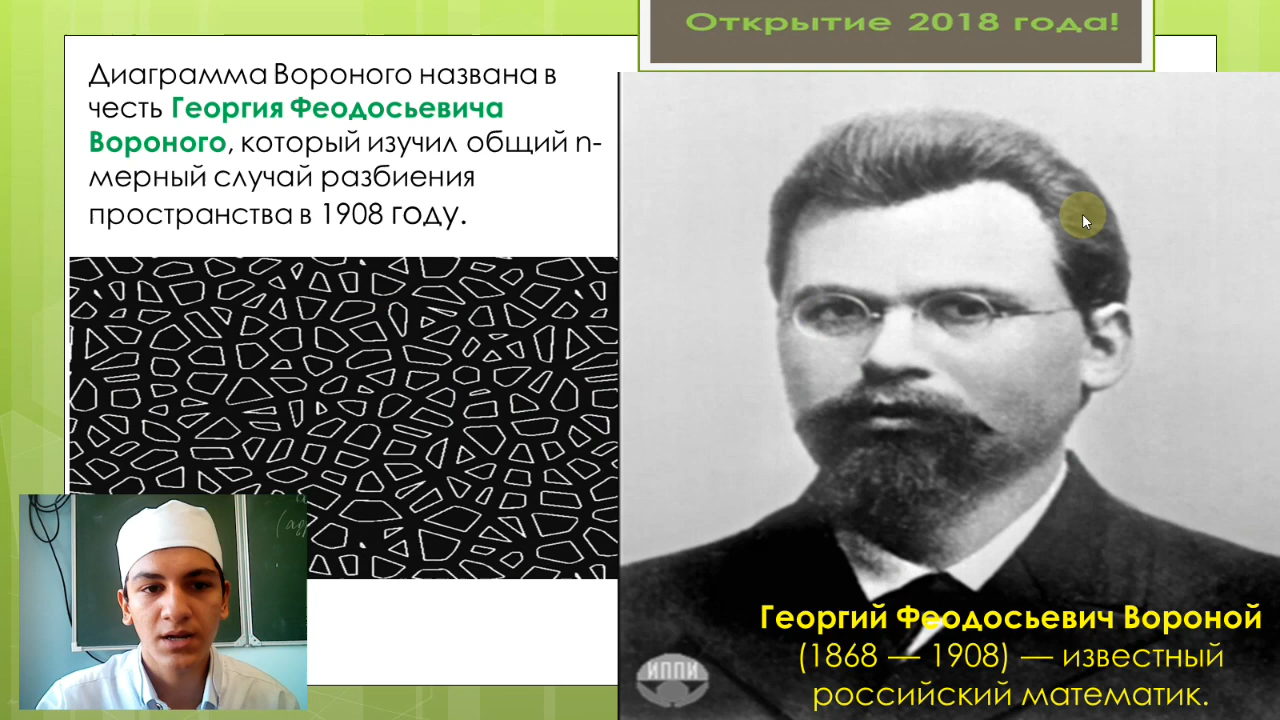 Открытие 2018 года!
Диаграмма Вороного названа в
честь Георгия Феодосьевича
Вороного, который изучил общий n-
мерный случай разбиения
пространства в 1908 году.
Георгий Феодосьевич Вороной
(1868 — 1908) — известный
российский математик.
ИППИ